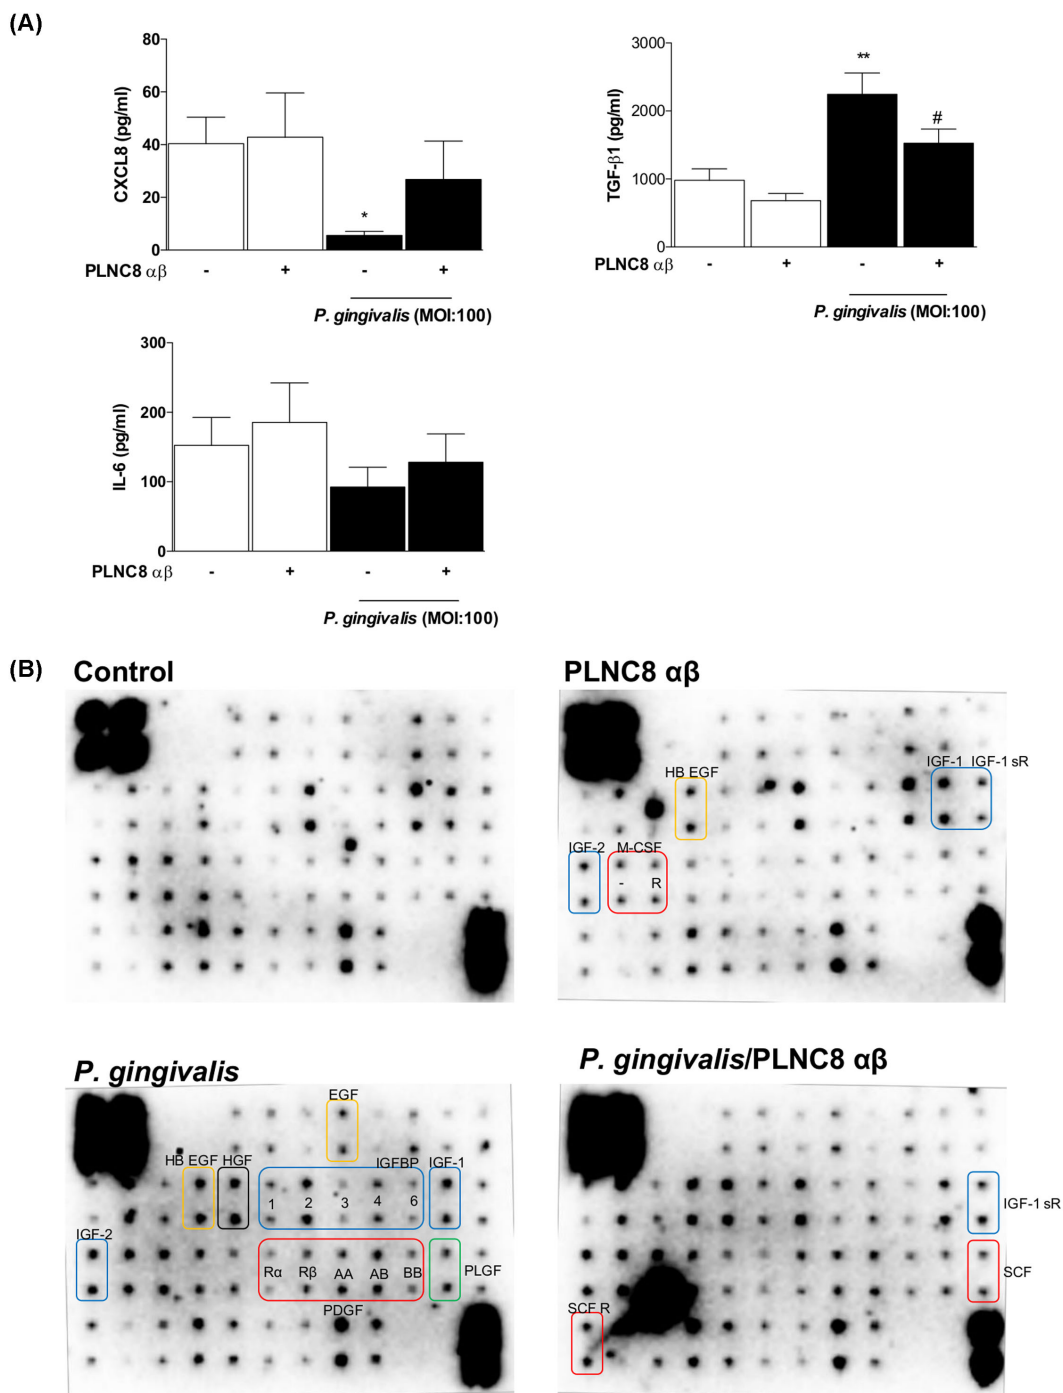 (A)
80
60
40
20
0
CXCL8 (pg/ml)
PLNC8 αβ - + - +
P. gingivalis (MOI:100)
3000
2000
1000
0
TGF-β1 (pg/ml)
**
#
*
PLNC8 αβ - + - +
P. gingivalis (MOI:100)
300
200
100
0
IL-6 (pg/ml)
PLNC8 αβ - + - +
P. gingivalis (MOI:100)
(B)
Control
PLNC8 αβ
HB EGF
IGF-1 IGF-1 sR
IGF-2 M-CSF
- R
P. gingivalis
EGF
HB EGF HGF IGFBP IGF-1
1 2 3 4 6
IGF-2
Rα Rβ AA AB BB PLGF
PDGF
P. gingivalis/PLNC8 αβ
IGF-1 sR
SCF
SCF R